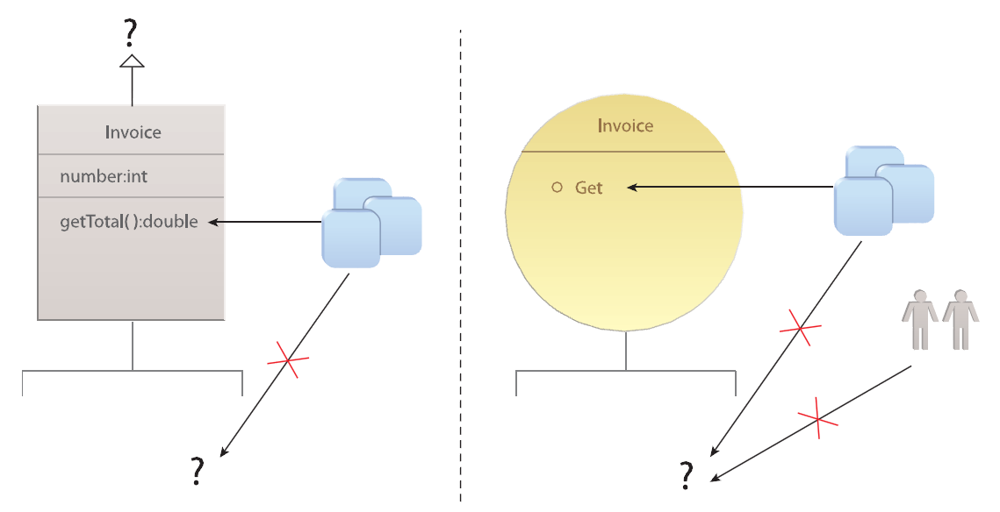 ?
Invoice
number:int
getTotal( ):double
?
Invoice
Get
?